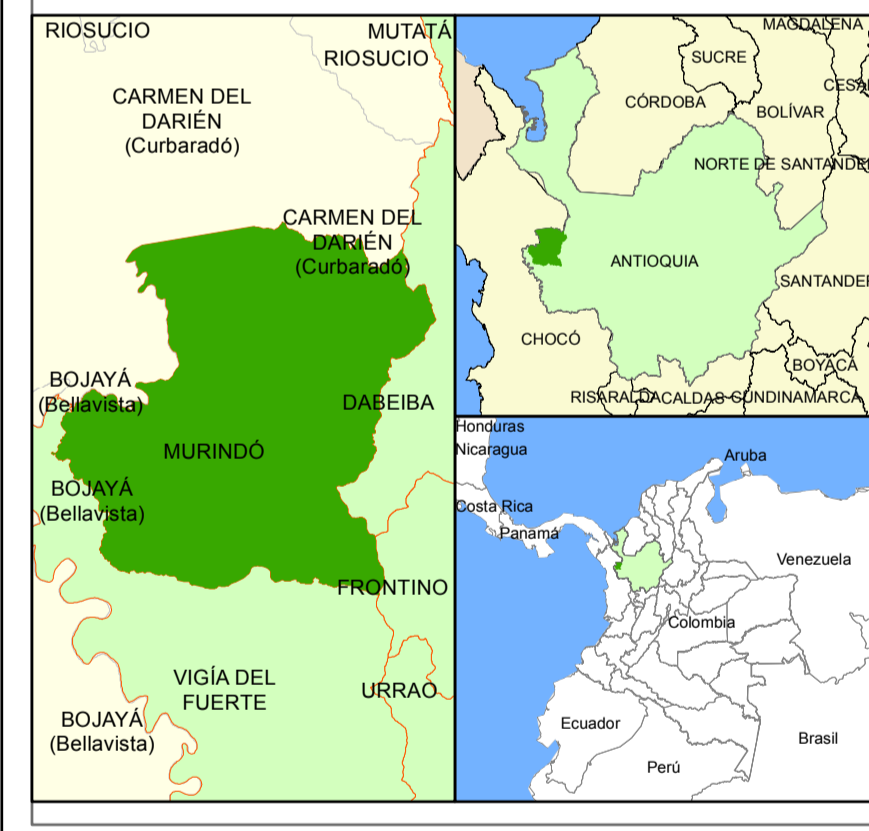 RIOSUCIO
MUTATÁ
RIOSUCIO
CARMEN DEL
DARIÉN
(Curbaradó)
CARMEN DEL
DARIÉN
(Curbaradó)
BOJAYÁ
(Bellavista)
DABEIBA
MURINDÓ
BOJAYÁ
(Bellavista)
FRONTINO
VIGÍA DEL
FUERTE
URRAO
BOJAYÁ
(Bellavista)
MAGDALENA
SUCRE
CESA
CÓRDOBA
BOLÍVAR
NORTE DE SANTANDE
ANTIOQUIA
SANTANDER
CHOCÓ
BOYACÁ
RISARALDA
CALDAS
CUNDINAMARCA
Honduras
Nicaragua
Aruba
Costa Rica
Panamá
Venezuela
Colombia
Ecuador
Brasil
Perú